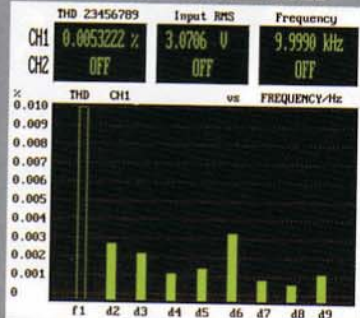 THD 23456789 Input RMS Frequency
CH1 0.0053222 % 3.0706 V 9.9990 kHz
CH2 OFF OFF OFF
% THD CH1 vs FREQUENCY/Hz
0.010
0.009
0.008
0.007
0.006
0.005
0.004
0.003
0.002
0.001
0
f1 d2 d3 d4 d5 d6 d7 d8 d9